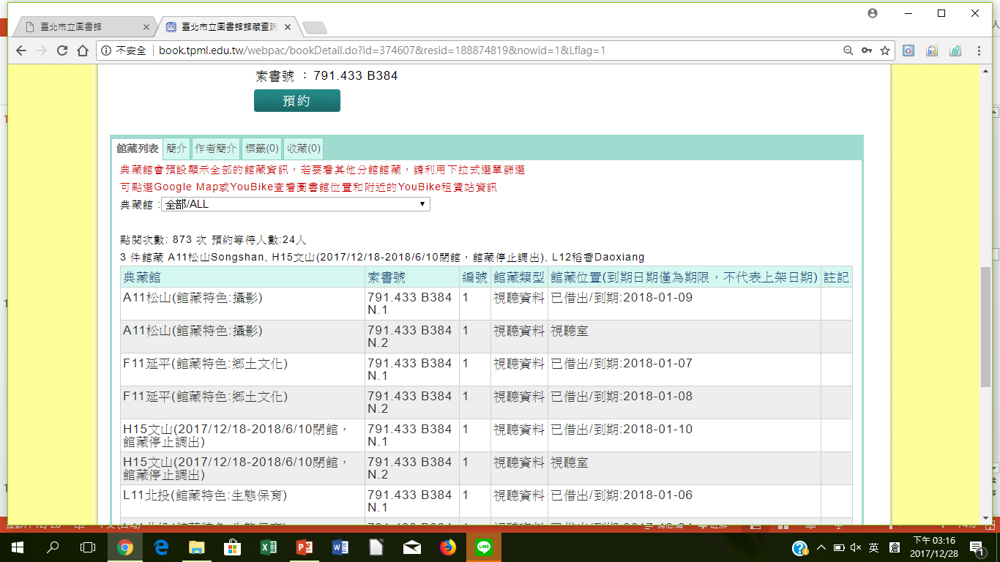 臺北市立圖書館
臺北市立圖書館館藏查詢
不安全 book.tpml.edu.tw/webpac/bookDetail.do?id=374607&resid=188874819&nowid=1&Lflag=1
索書號 : 791.433 B384
預約
館藏列表 簡介 作者簡介 標籤(0) 收藏(0)
典藏館會預設顯示全部的館藏資訊，若要看其他分館館藏，請利用下拉式選單篩選
可點選Google Map或YouBike查看圖書館位置和附近的YouBike租賃站資訊
典藏館 : 全部/ALL
點閱次數: 873 次 預約等待人數:24人
3 件館藏 A11松山Songshan, H15文山(2017/12/18-2018/6/10閉館，館藏停止調出), L12稻香Daoxiang
典藏館 索書號 編號 館藏類型 館藏位置(到期日期僅為期限，不代表上架日期) 註記
A11松山(館藏特色:攝影) 791.433 B384 1 視聽資料 已借出/到期:2018-01-09
N.1
A11松山(館藏特色:攝影) 791.433 B384 1 視聽資料 視聽室
N.2
F11延平(館藏特色:鄉土文化) 791.433 B384 1 視聽資料 已借出/到期:2018-01-07
N.1
F11延平(館藏特色:鄉土文化) 791.433 B384 1 視聽資料 已借出/到期:2018-01-08
N.2
H15文山(2017/12/18-2018/6/10閉館， 791.433 B384 1 視聽資料 已借出/到期:2018-01-10
館藏停止調出) N.1
H15文山(2017/12/18-2018/6/10閉館， 791.433 B384 1 視聽資料 視聽室
館藏停止調出) N.2
L11北投(館藏特色:生態保育) 791.433 B384 1 視聽資料 已借出/到期:2018-01-06
N.1
英 倉 下午 03:16
2017/12/28
LINE
1